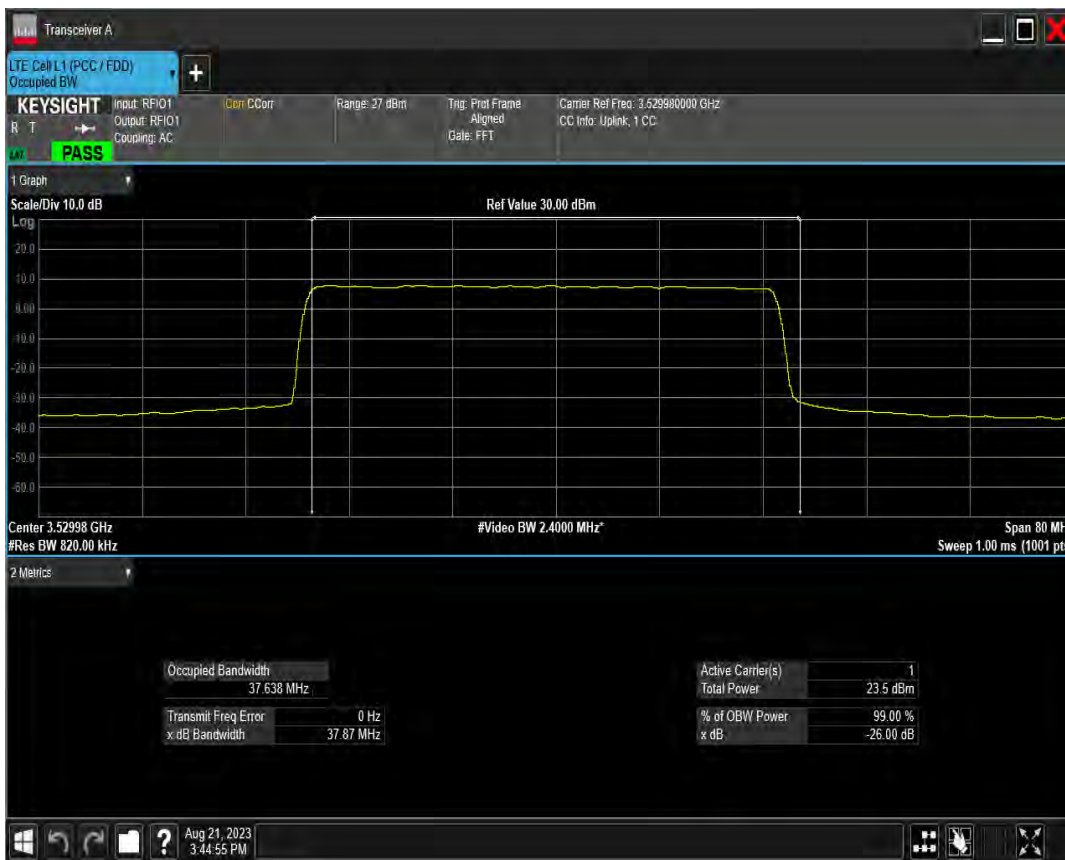 Transceiver A
LTE Cell L1 (PCC / FDD)
Occupied BW
+
KEYSIGHT
R T
PASS
Input: RFIO1
Output: RFIO1
Coupling: AC
Corr CCorr
Range: 27 dBm
Trig: Prot Frame
Aligned
Gate: FFT
Carrier Ref Freq: 3.529980000 GHz
CC Info: Uplink, 1 CC
1 Graph
Scale/Div 10.0 dB
Ref Value 30.00 dBm
Log
20.0
10.0
0.00
-10.0
-20.0
-30.0
-40.0
-50.0
-60.0
Center 3.52998 GHz
#Video BW 2.4000 MHz*
Span 80 MH
#Res BW 820.00 kHz
Sweep 1.00 ms (1001 pts
2 Metrics
Occupied Bandwidth
37.638 MHz
Transmit Freq Error 0 Hz
x dB Bandwidth 37.87 MHz
Active Carrier(s) 1
Total Power 23.5 dBm
% of OBW Power 99.00 %
x dB -26.00 dB
?
Aug 21, 2023
3:44:55 PM